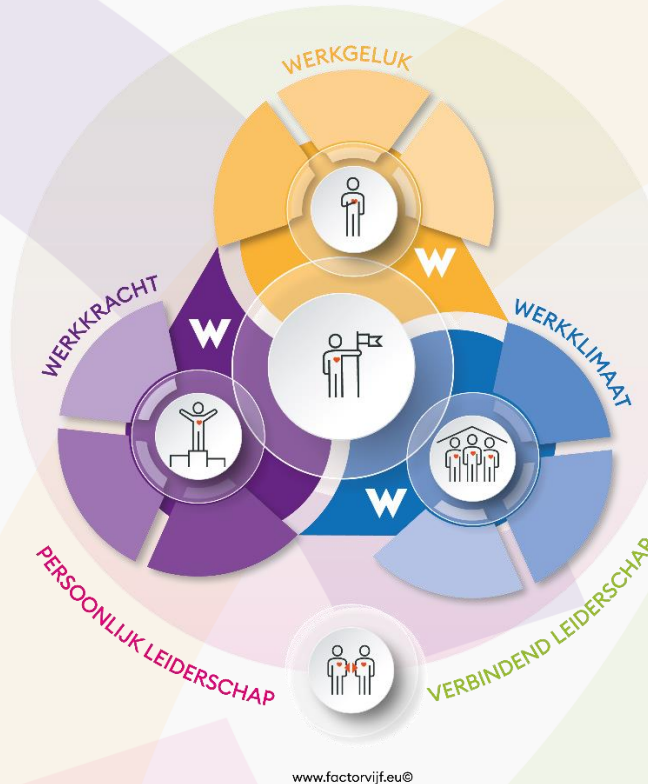 WERKGELUK
W
WERKKRACHT
W
WERKKLIMAAT
W
PERSOONLIJK LEIDERSCHAP
VERBINDEND LEIDERSCHAP
www.factorvijf.eu©